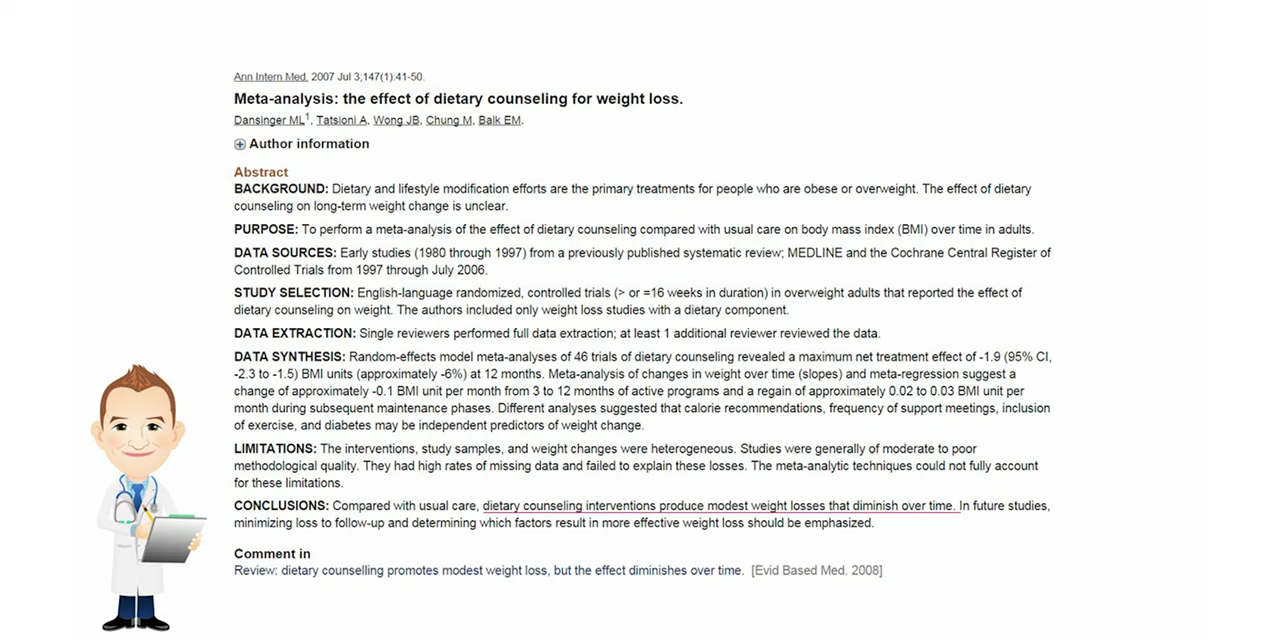 Ann Intern Med. 2007 Jul 3;147(1):41-50.
Meta-analysis: the effect of dietary counseling for weight loss.
Dansinger ML1, Tatsioni A, Wong JB, Chung M, Balk EM.
Author information
Abstract
BACKGROUND: Dietary and lifestyle modification efforts are the primary treatments for people who are obese or overweight. The effect of dietary
counseling on long-term weight change is unclear.
PURPOSE: To perform a meta-analysis of the effect of dietary counseling compared with usual care on body mass index (BMI) over time in adults.
DATA SOURCES: Early studies (1980 through 1997) from a previously published systematic review; MEDLINE and the Cochrane Central Register of
Controlled Trials from 1997 through July 2006.
STUDY SELECTION: English-language randomized, controlled trials (> or =16 weeks in duration) in overweight adults that reported the effect of
dietary counseling on weight. The authors included only weight loss studies with a dietary component.
DATA EXTRACTION: Single reviewers performed full data extraction; at least 1 additional reviewer reviewed the data.
DATA SYNTHESIS: Random-effects model meta-analyses of 46 trials of dietary counseling revealed a maximum net treatment effect of -1.9 (95% CI,
-2.3 to -1.5) BMI units (approximately -6%) at 12 months. Meta-analysis of changes in weight over time (slopes) and meta-regression suggest a
change of approximately -0.1 BMI unit per month from 3 to 12 months of active programs and a regain of approximately 0.02 to 0.03 BMI unit per
month during subsequent maintenance phases. Different analyses suggested that calorie recommendations, frequency of support meetings, inclusion
of exercise, and diabetes may be independent predictors of weight change.
LIMITATIONS: The interventions, study samples, and weight changes were heterogeneous. Studies were generally of moderate to poor
methodological quality. They had high rates of missing data and failed to explain these losses. The meta-analytic techniques could not fully account
for these limitations.
CONCLUSIONS: Compared with usual care, dietary counseling interventions produce modest weight losses that diminish over time. In future studies,
minimizing loss to follow-up and determining which factors result in more effective weight loss should be emphasized.
Comment in
Review: dietary counselling promotes modest weight loss, but the effect diminishes over time. [Evid Based Med. 2008]